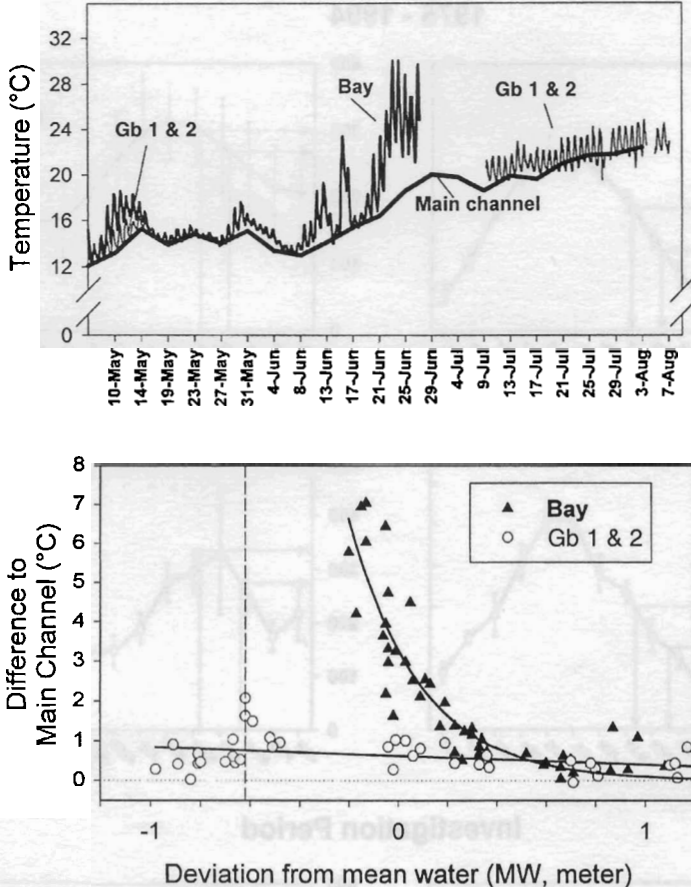 Temperature (°C)
32
28
24
20
16
12
0
Gb 1 & 2
Bay
Gb 1 & 2
Main channel
10-May
14-May
19-May
23-May
27-May
31-May
4-Jun
8-Jun
13-Jun
17-Jun
21-Jun
25-Jun
29-Jun
4-Jul
9-Jul
13-Jul
17-Jul
21-Jul
25-Jul
29-Jul
3-Aug
7-Aug
Difference to
Main Channel (°C)
8
7
6
5
4
3
2
1
0
Bay
Gb 1 & 2
-1
0
1
Deviation from mean water (MW, meter)
1976 - 1994
Investigation Period